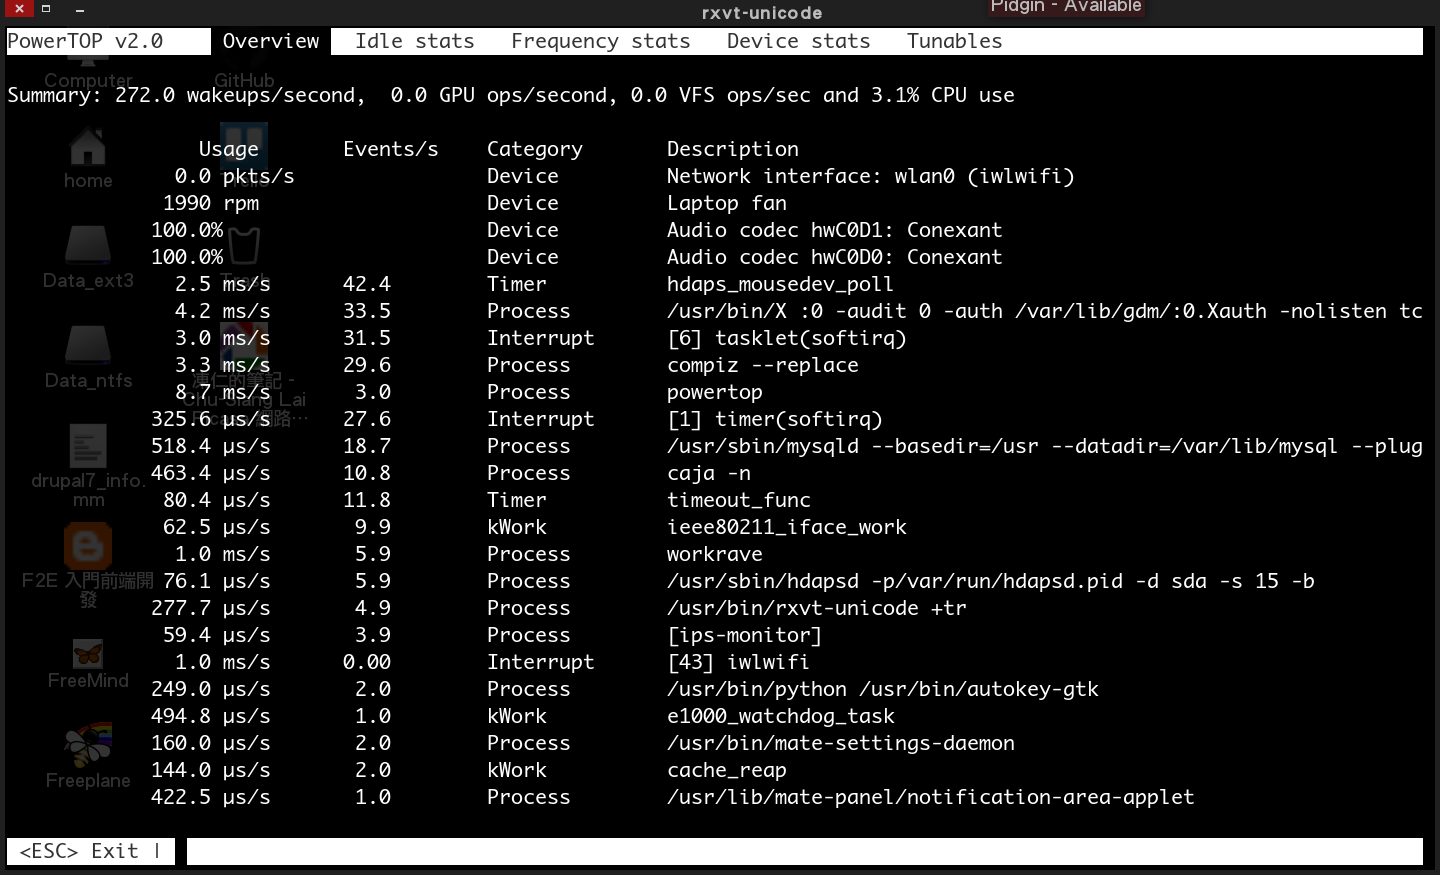 Pidgin - Available
rxvt-unicode
PowerTOP v2.0 Overview Idle stats Frequency stats Device stats Tunables
Computer
GitHub
Summary: 272.0 wakeups/second, 0.0 GPU ops/second, 0.0 VFS ops/sec and 3.1% CPU use
Usage Events/s Category Description
0.0 pkts/s Device Network interface: wlan0 (iwlwifi)
1990 rpm Device Laptop fan
100.0% Device Audio codec hwC0D1: Conexant
100.0% Device Audio codec hwC0D0: Conexant
2.5 ms/s 42.4 Timer hdaps_mousedev_poll
4.2 ms/s 33.5 Process /usr/bin/X :0 -audit 0 -auth /var/lib/gdm/:0.Xauth -nolisten tc
3.0 ms/s 31.5 Interrupt [6] tasklet(softirq)
3.3 ms/s 29.6 Process compiz --replace
8.7 ms/s 3.0 Process powertop
325.6 µs/s 27.6 Interrupt [1] timer(softirq)
518.4 µs/s 18.7 Process /usr/sbin/mysqld --basedir=/usr --datadir=/var/lib/mysql --plug
463.4 µs/s 10.8 Process caja -n
80.4 µs/s 11.8 Timer timeout_func
62.5 µs/s 9.9 kWork ieee80211_iface_work
1.0 ms/s 5.9 Process workrave
76.1 µs/s 5.9 Process /usr/sbin/hdapsd -p/var/run/hdapsd.pid -d sda -s 15 -b
277.7 µs/s 4.9 Process /usr/bin/rxvt-unicode +tr
59.4 µs/s 3.9 Process [ips-monitor]
1.0 ms/s 0.00 Interrupt [43] iwlwifi
249.0 µs/s 2.0 Process /usr/bin/python /usr/bin/autokey-gtk
494.8 µs/s 1.0 kWork e1000_watchdog_task
160.0 µs/s 2.0 Process /usr/bin/mate-settings-daemon
144.0 µs/s 2.0 kWork cache_reap
422.5 µs/s 1.0 Process /usr/lib/mate-panel/notification-area-applet
home
Trello
Data_ext3
Trash
Data_ntfs
凍仁的筆記 -
Chu-Siang Lai
Picasa 網路…
drupal7_info.
mm
F2E 入門前端開
發
FreeMind
Freeplane
<ESC> Exit |